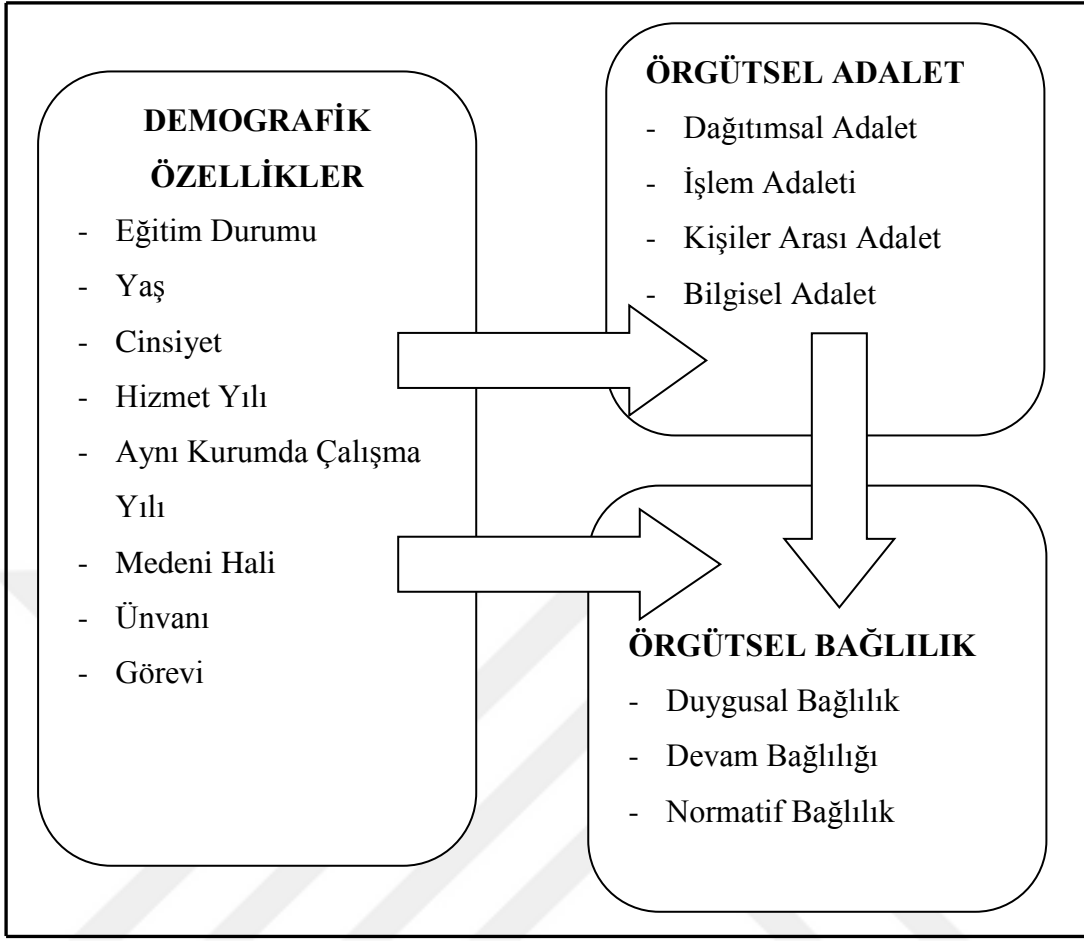 DEMOGRAFİK
ÖZELLİKLER
- Eğitim Durumu
- Yaş
- Cinsiyet
- Hizmet Yılı
- Aynı Kurumda Çalışma
Yılı
- Medeni Hali
- Ünvanı
- Görevi
ÖRGÜTSEL ADALET
- Dağıtımsal Adalet
- İşlem Adaleti
- Kişiler Arası Adalet
- Bilgisel Adalet
ÖRGÜTSEL BAĞLILIK
- Duygusal Bağlılık
- Devam Bağlılığı
- Normatif Bağlılık